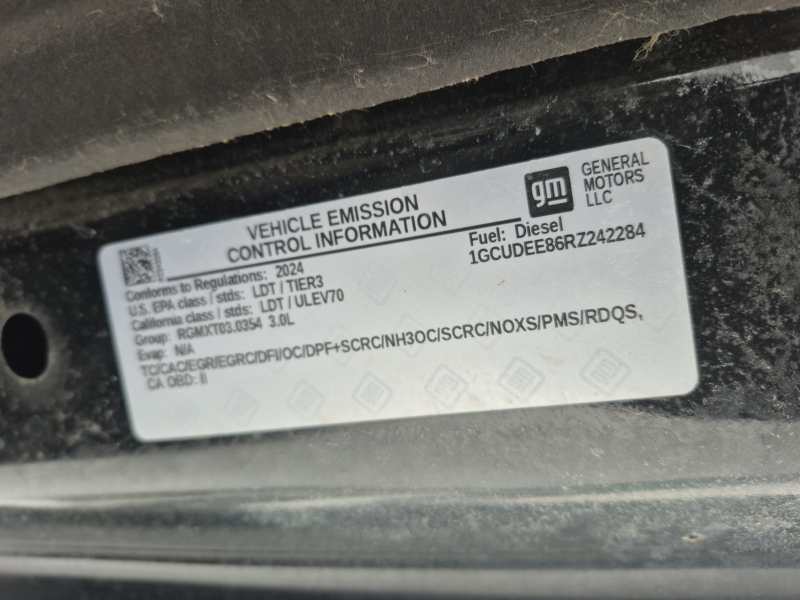 VEHICLE EMISSION
CONTROL INFORMATION
gm
GENERAL
MOTORS
LLC
Fuel: Diesel
1GCUDEE86RZ242284
Conforms to Regulations: 2024
U.S. EPA class / stds: LDT / TIER3
California class / stds: LDT / ULEV70
Group: RGMXT03.0354 3.0L
Evap: N/A
TC/CAC/EGR/EGRC/DFI/OC/DPF+SCRC/NH3OC/SCRC/NOXS/PMS/RDQS,
CA OBD: II